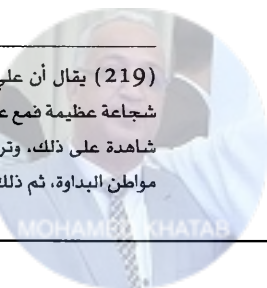 (219) يقال أن علي
شجاعة عظيمة فمع ع
شاهدة على ذلك، وتر
مواطن البداوة، ثم ذلك
MOHAMED KHATAB